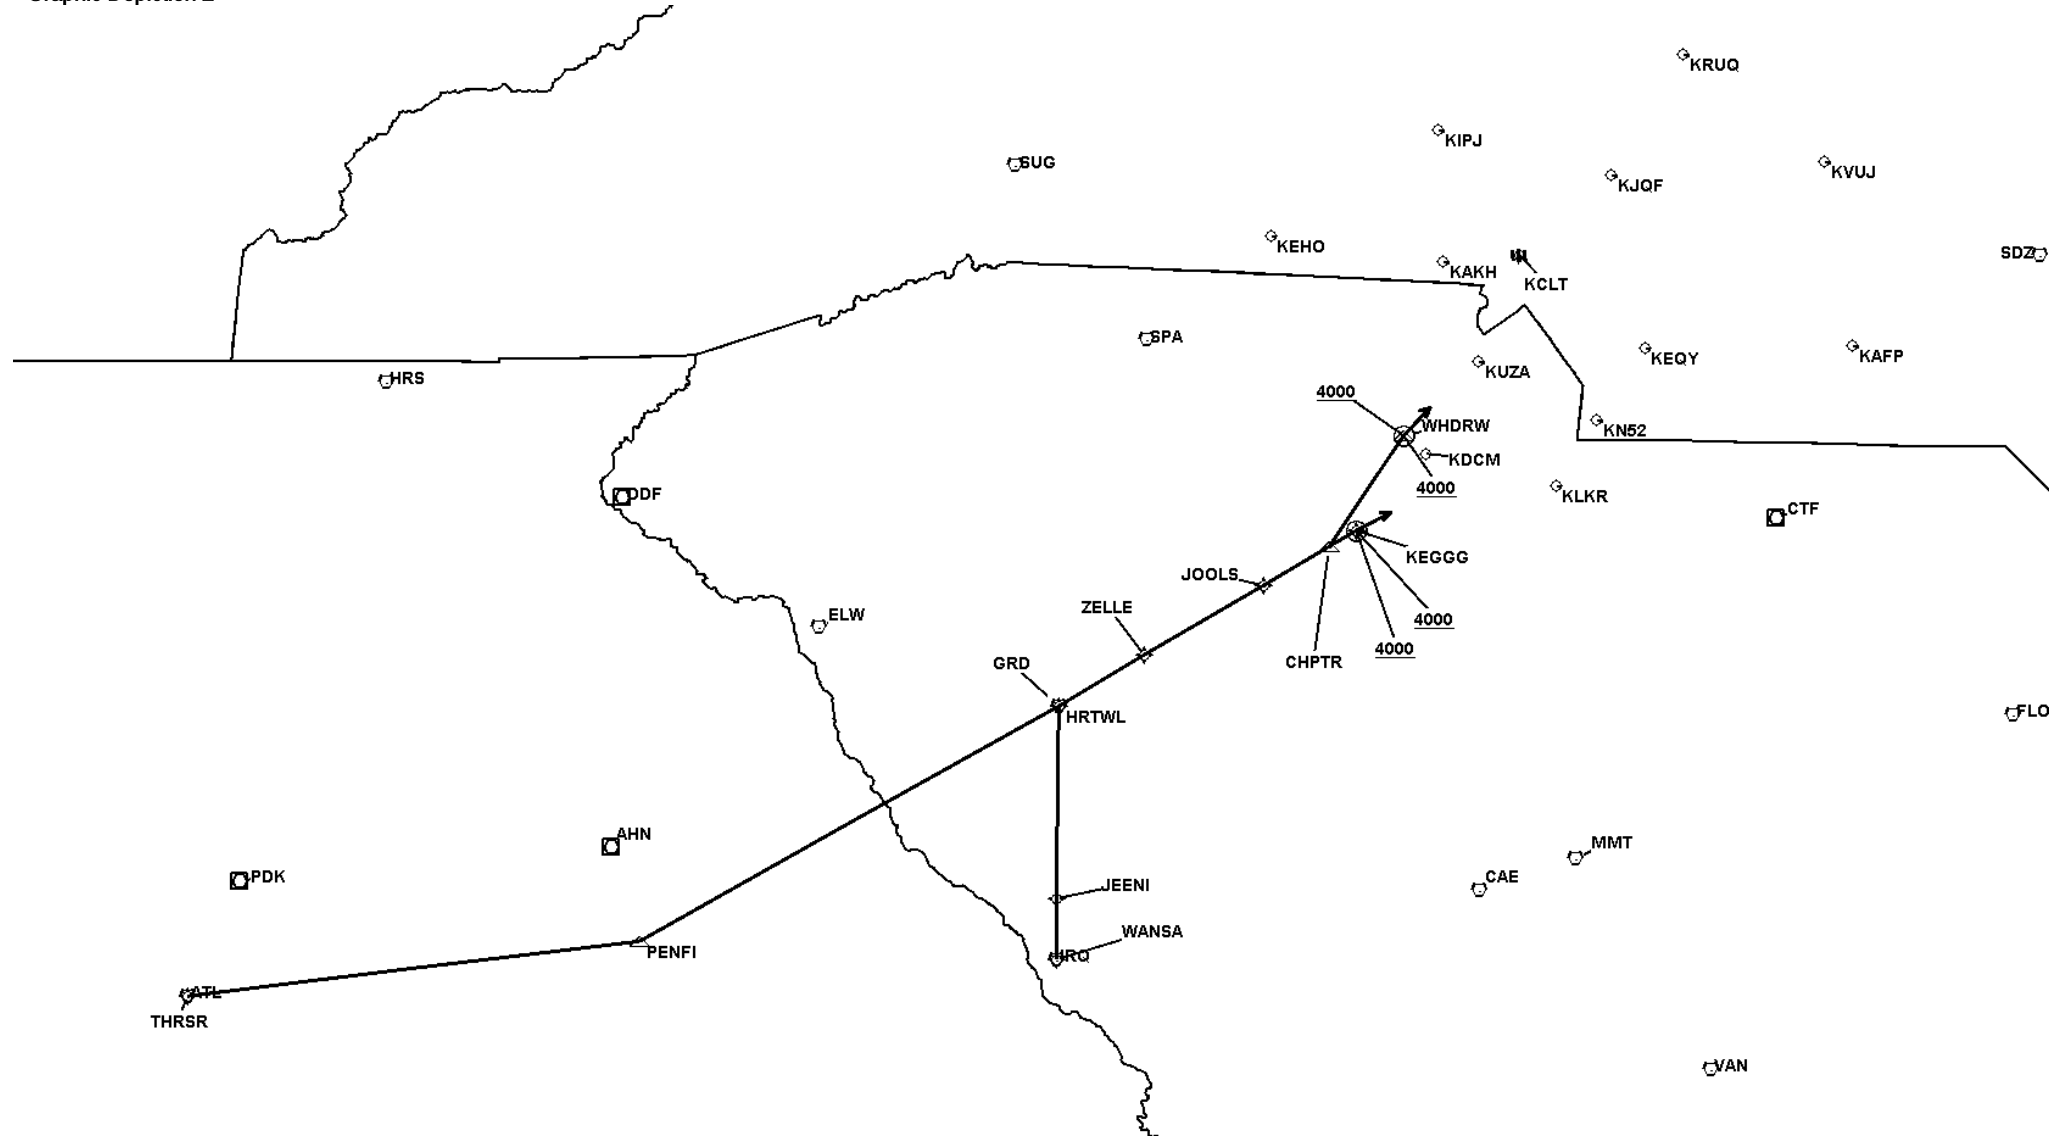 KRUQ
KIPJ
SUG
KVUJ
KJQF
KEHO
SDZ
KAKH
KCLT
SPA
KEQY
KAFP
KUZA
HRS
4000
WHDRW
KN52
KDCM
4000
DDF
KLKR
CTF
KEGGG
JOOLS
ZELLE
ELW
4000
4000
CHPTR
GRD
HRTWL
FLO
AHN
MMT
PDK
CAE
JEENI
WANSA
PENFI
IRQ
ATL
THRSR
VAN